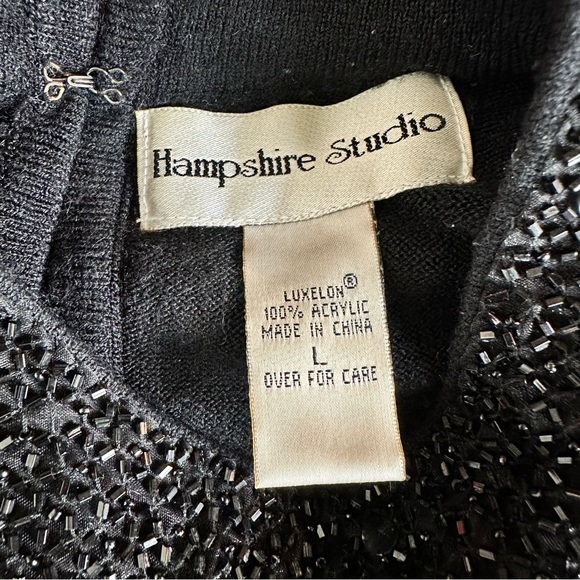 Hampshire Studio
LUXELON®
100% ACRYLIC
MADE IN CHINA
L
OVER FOR CARE